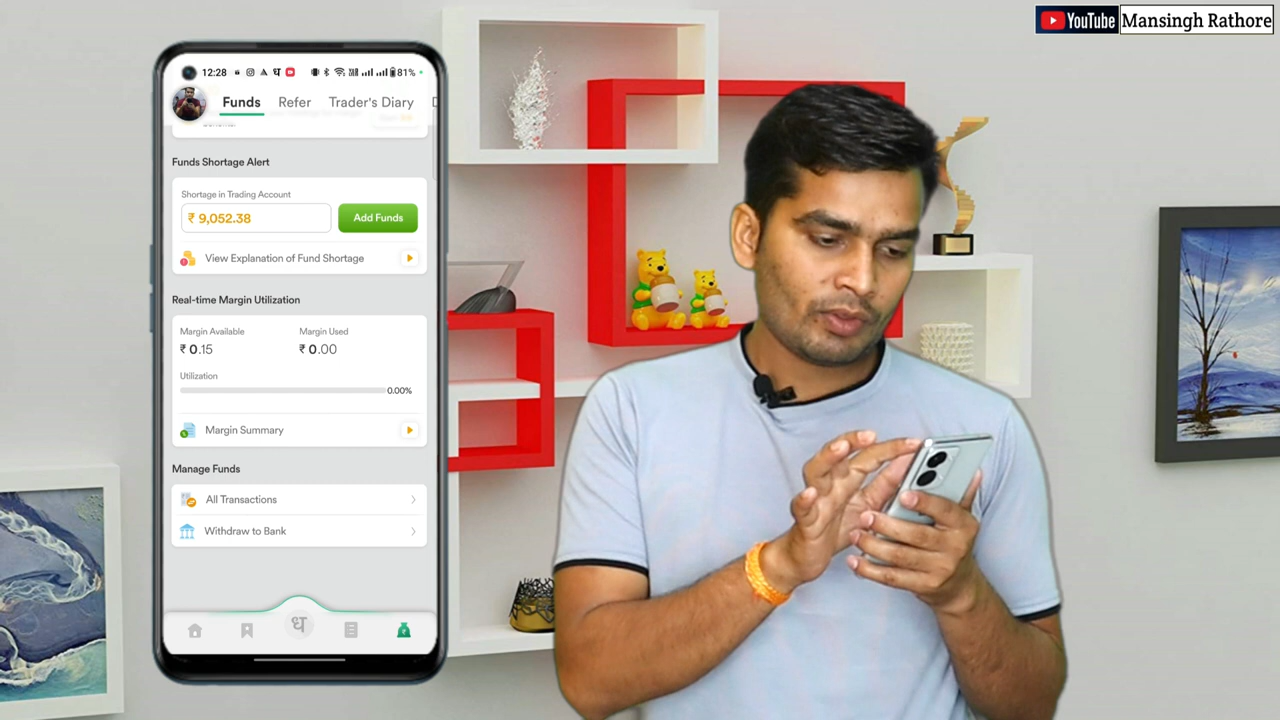 YouTube Mansingh Rathore
12:28
81%
Funds Refer Trader's Diary
Funds Shortage Alert
Shortage in Trading Account
₹ 9,052.38 Add Funds
View Explanation of Fund Shortage
Real-time Margin Utilization
Margin Available Margin Used
₹ 0.15 ₹ 0.00
Utilization
0.00%
Margin Summary
Manage Funds
All Transactions
Withdraw to Bank
ध